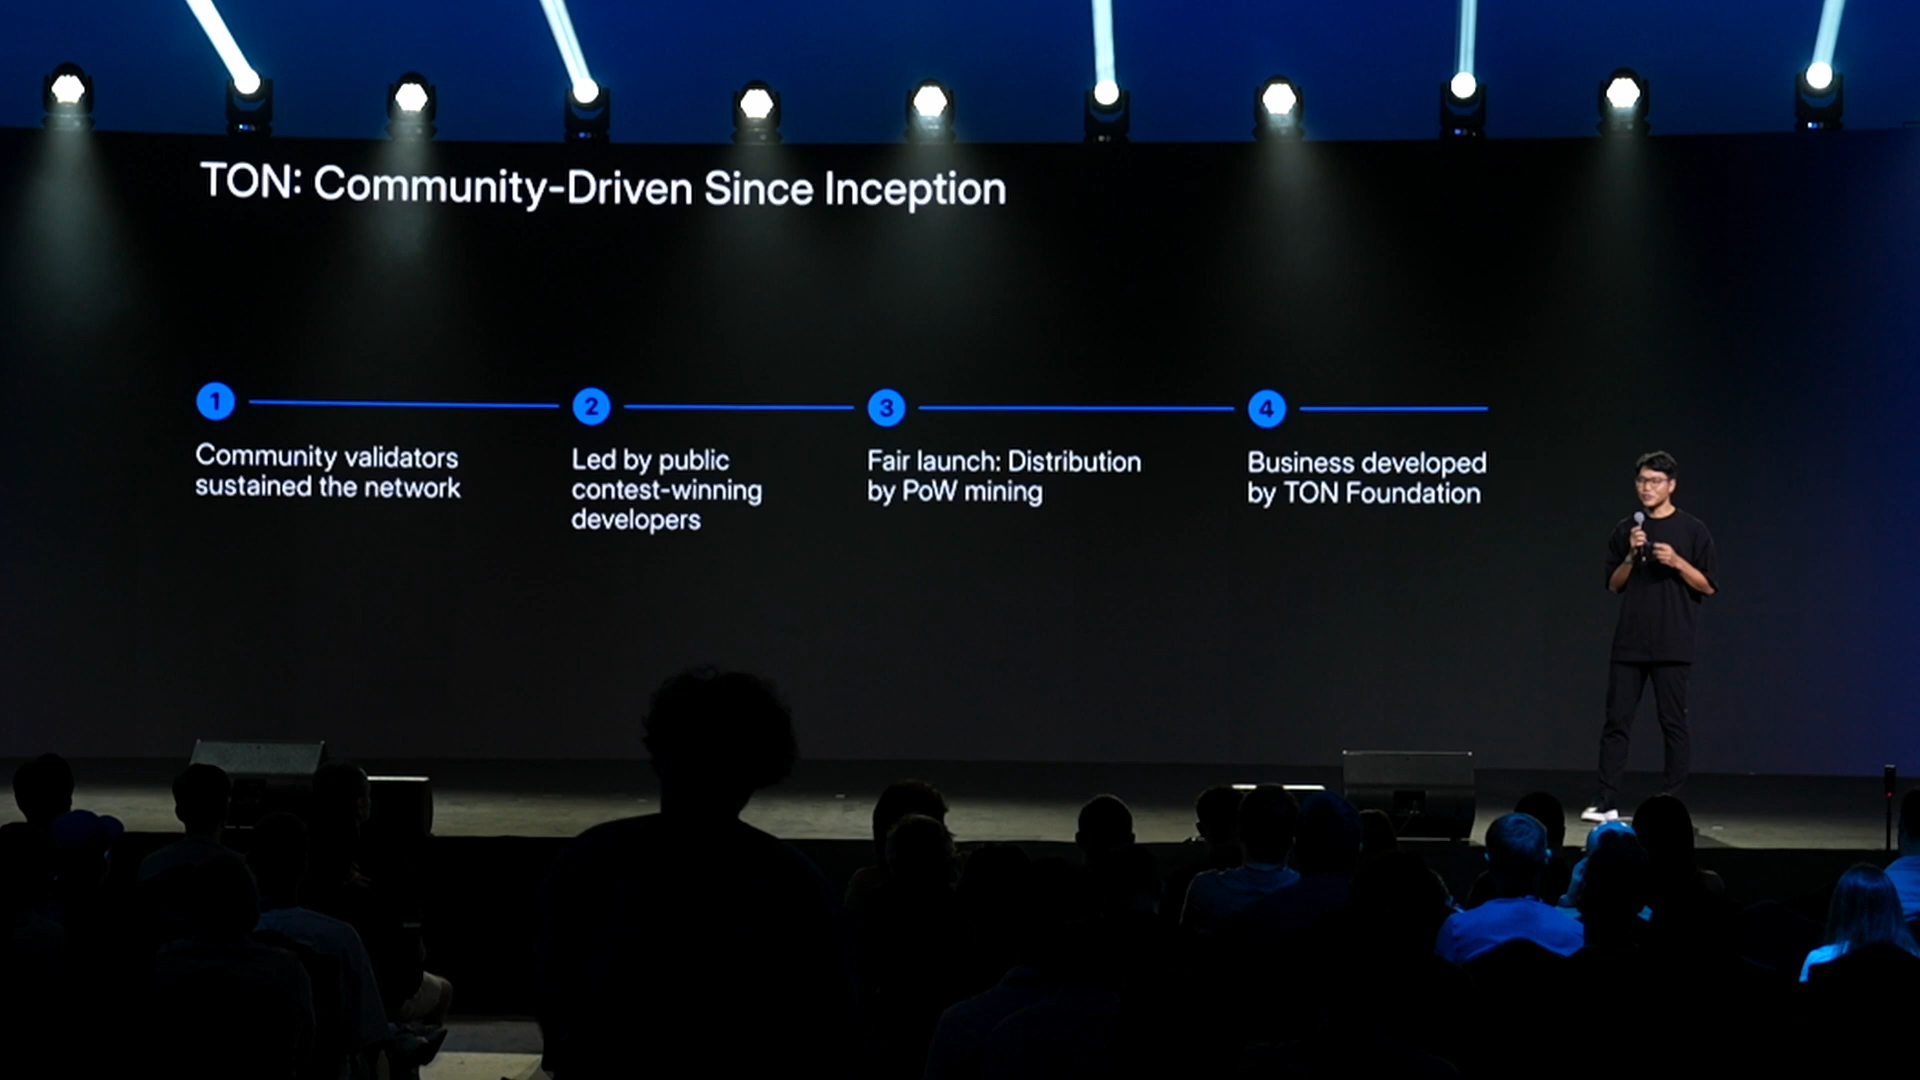 TON: Community-Driven Since Inception
1
Community validators
sustained the network
2
Led by public
contest-winning
developers
3
Fair launch: Distribution
by PoW mining
4
Business developed
by TON Foundation